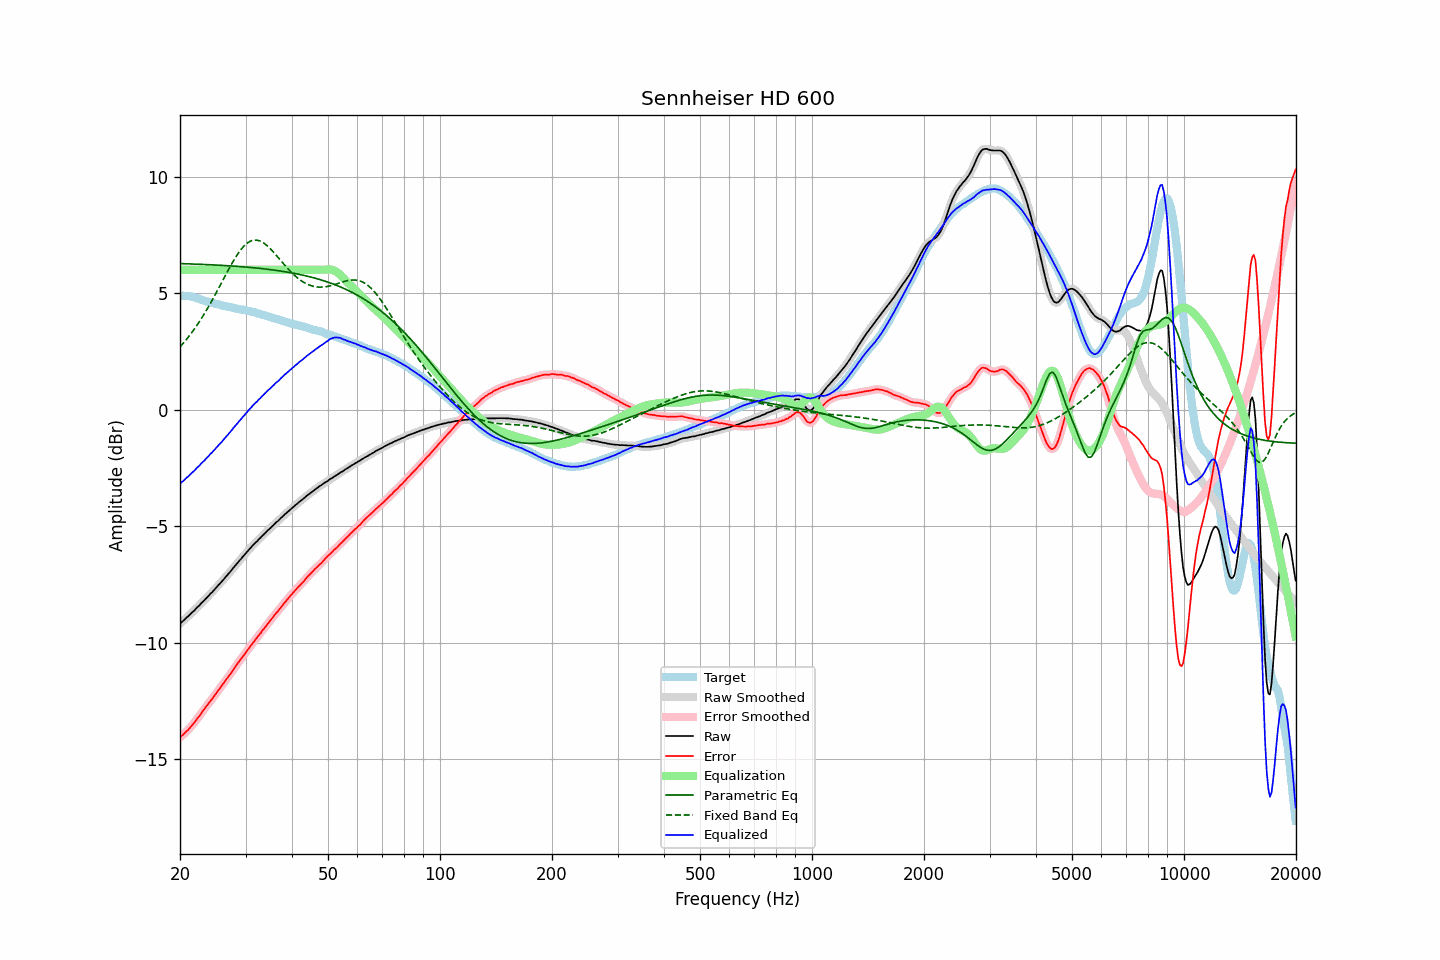 Sennheiser HD 600
Amplitude (dBr)
10
5
0
−5
−10
−15
Target
Raw Smoothed
Error Smoothed
Raw
Error
Equalization
Parametric Eq
Fixed Band Eq
Equalized
20 50 100 200 500 1000 2000 5000 10000 20000
Frequency (Hz)